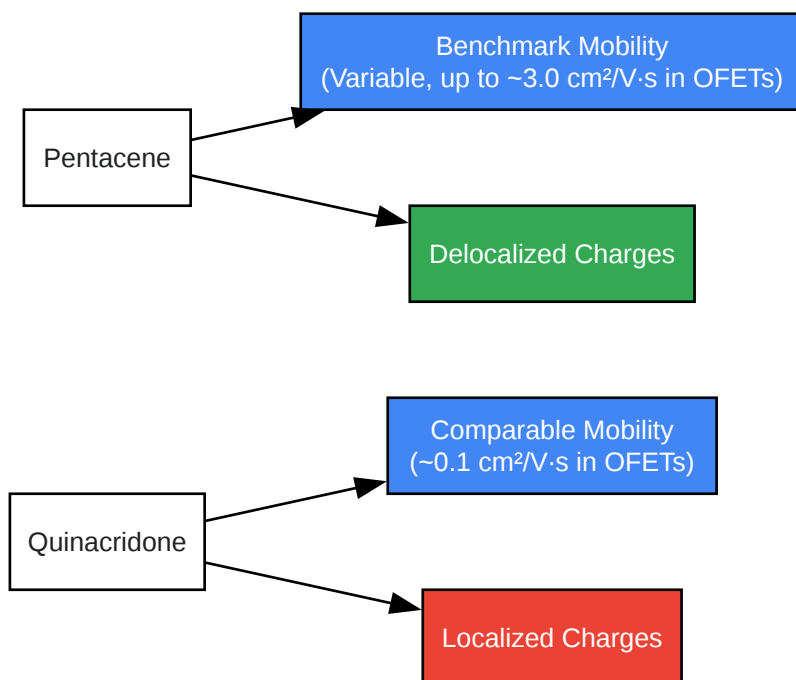 Benchmark Mobility
(Variable, up to ~3.0 cm²/V·s in OFETs)
Pentacene
Delocalized Charges
Comparable Mobility
(~0.1 cm²/V·s in OFETs)
Quinacridone
Localized Charges